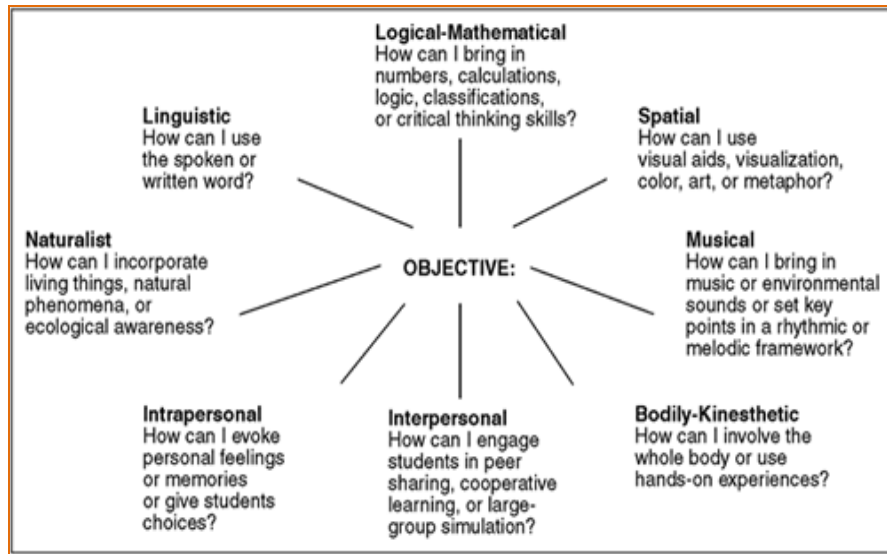 Logical-Mathematical
How can I bring in
numbers, calculations,
logic, classifications,
or critical thinking skills?
Linguistic
How can I use
the spoken or
written word?
Spatial
How can I use
visual aids, visualization,
color, art, or metaphor?
Naturalist
How can I incorporate
living things, natural
phenomena, or
ecological awareness?
OBJECTIVE:
Musical
How can I bring in
music or environmental
sounds or set key
points in a rhythmic or
melodic framework?
Intrapersonal
How can I evoke
personal feelings
or memories
or give students
choices?
Interpersonal
How can I engage
students in peer
sharing, cooperative
learning, or large-
group simulation?
Bodily-Kinesthetic
How can I involve the
whole body or use
hands-on experiences?